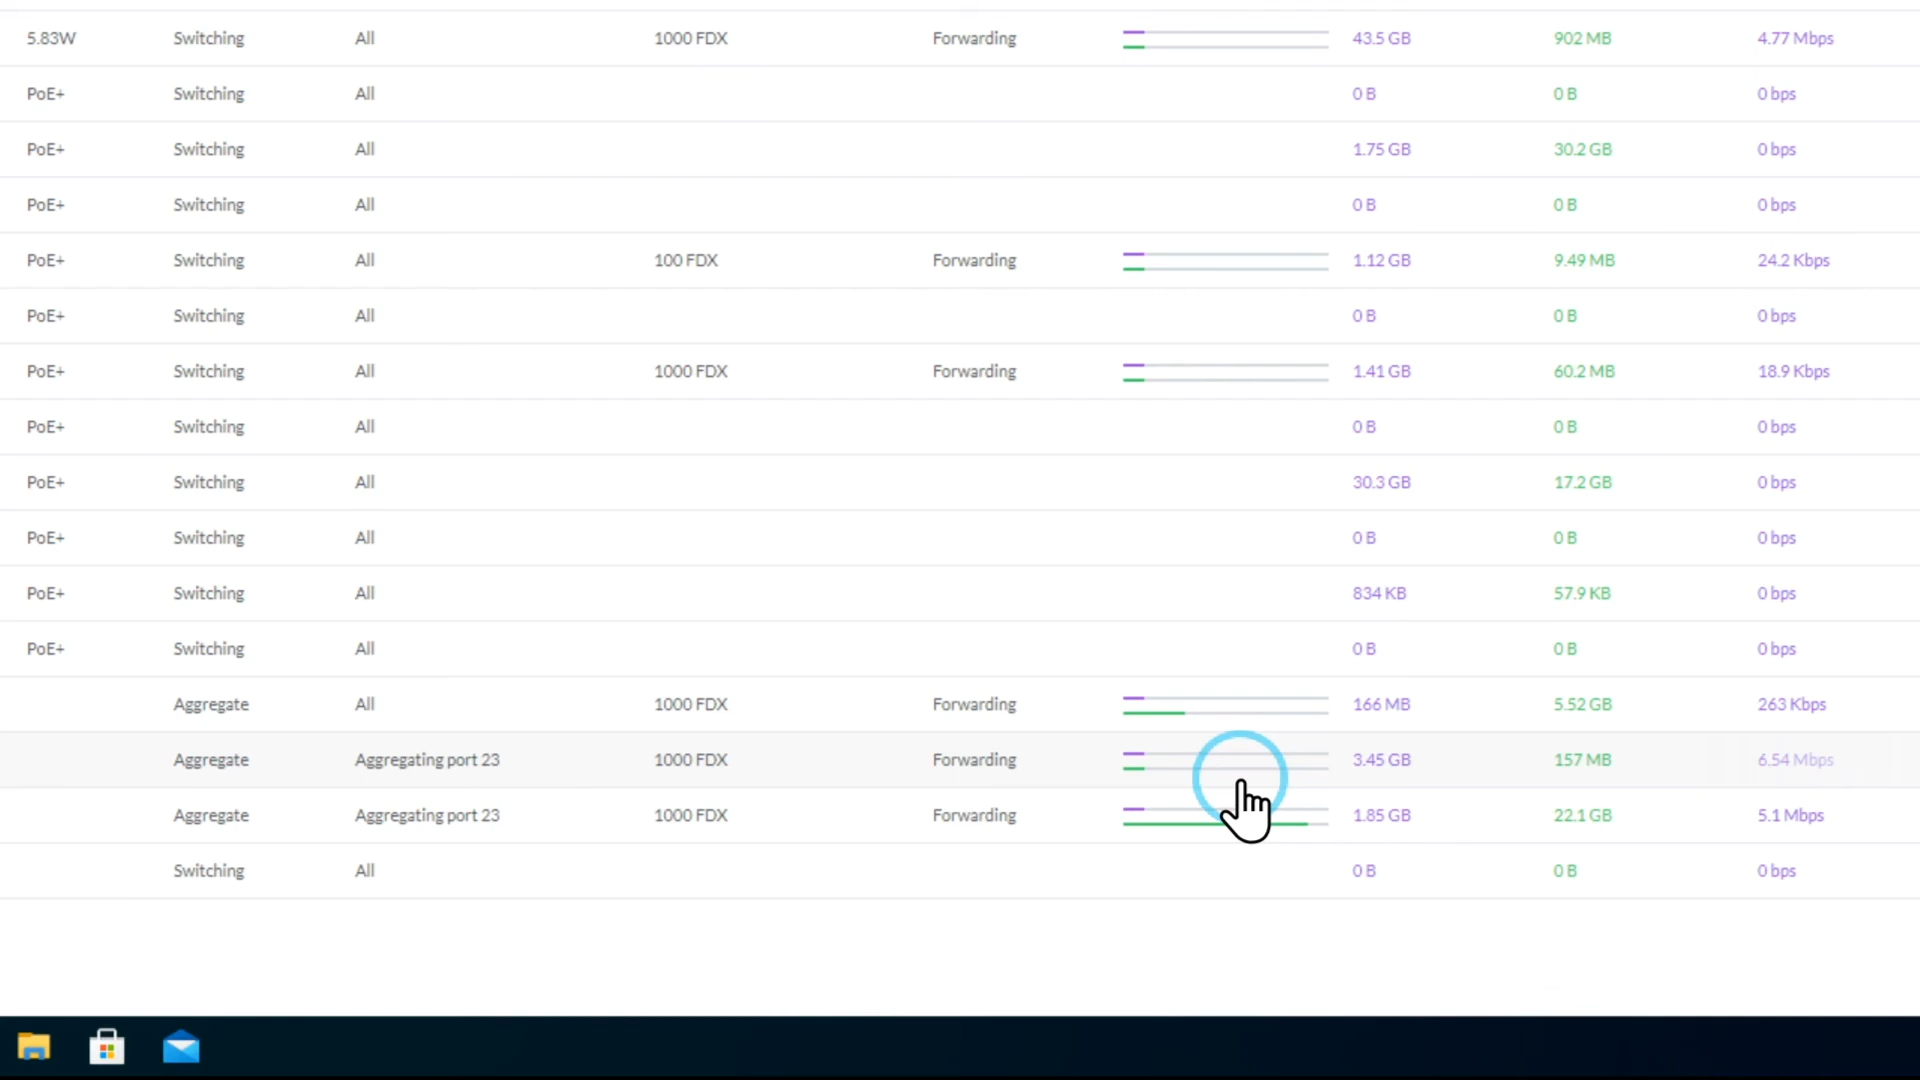 5.83W Switching All 1000 FDX Forwarding 43.5 GB 902 MB 4.77 Mbps
PoE+ Switching All 0 B 0 B 0 bps
PoE+ Switching All 1.75 GB 30.2 GB 0 bps
PoE+ Switching All 0 B 0 B 0 bps
PoE+ Switching All 100 FDX Forwarding 1.12 GB 9.49 MB 24.2 Kbps
PoE+ Switching All 0 B 0 B 0 bps
PoE+ Switching All 1000 FDX Forwarding 1.41 GB 60.2 MB 18.9 Kbps
PoE+ Switching All 0 B 0 B 0 bps
PoE+ Switching All 30.3 GB 17.2 GB 0 bps
PoE+ Switching All 0 B 0 B 0 bps
PoE+ Switching All 834 KB 57.9 KB 0 bps
PoE+ Switching All 0 B 0 B 0 bps
Aggregate All 1000 FDX Forwarding 166 MB 5.52 GB 263 Kbps
Aggregate Aggregating port 23 1000 FDX Forwarding 3.45 GB 157 MB 6.54 Mbps
Aggregate Aggregating port 23 1000 FDX Forwarding 1.85 GB 22.1 GB 5.1 Mbps
Switching All 0 B 0 B 0 bps